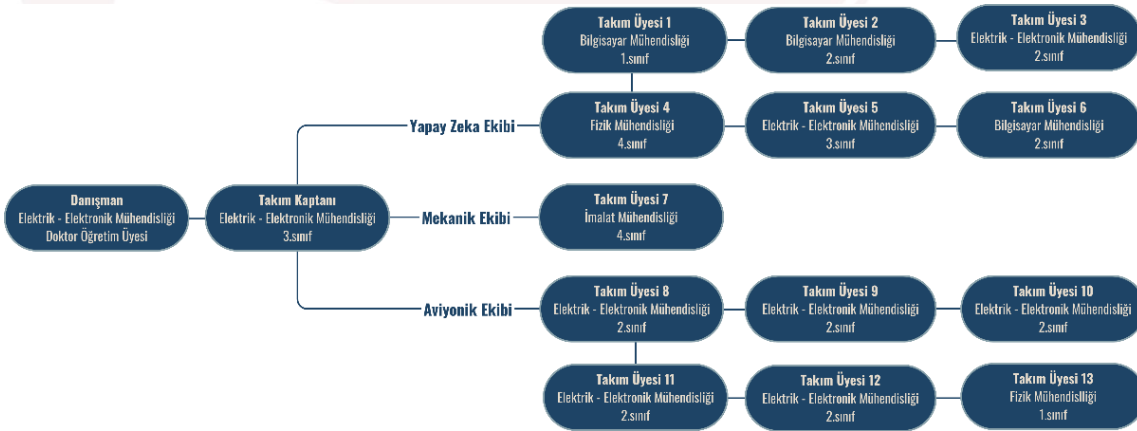 Takım Üyesi 1
Bilgisayar Mühendisliği
1.sınıf
Takım Üyesi 2
Bilgisayar Mühendisliği
2.sınıf
Takım Üyesi 3
Elektrik - Elektronik Mühendisliği
2.sınıf
Yapay Zeka Ekibi
Takım Üyesi 4
Fizik Mühendisliği
4.sınıf
Takım Üyesi 5
Elektrik - Elektronik Mühendisliği
3.sınıf
Takım Üyesi 6
Bilgisayar Mühendisliği
2.sınıf
Danışman
Elektrik - Elektronik Mühendisliği
Doktor Öğretim Üyesi
Takım Kaptanı
Elektrik - Elektronik Mühendisliği
3.sınıf
Mekanik Ekibi
Takım Üyesi 7
İmalat Mühendisliği
4.sınıf
Aviyonik Ekibi
Takım Üyesi 8
Elektrik - Elektronik Mühendisliği
2.sınıf
Takım Üyesi 9
Elektrik - Elektronik Mühendisliği
2.sınıf
Takım Üyesi 10
Elektrik - Elektronik Mühendisliği
2.sınıf
Takım Üyesi 11
Elektrik - Elektronik Mühendisliği
2.sınıf
Takım Üyesi 12
Elektrik - Elektronik Mühendisliği
2.sınıf
Takım Üyesi 13
Fizik Mühendislliği
1.sınıf